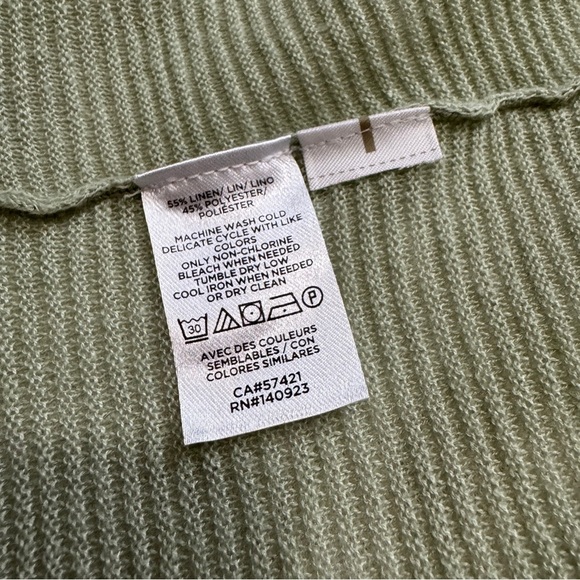 55% LINEN/ LIN/ LINO
45% POLYESTER/
POLIÉSTER
MACHINE WASH COLD
DELICATE CYCLE WITH LIKE
COLORS
ONLY NON-CHLORINE
BLEACH WHEN NEEDED
TUMBLE DRY LOW
COOL IRON WHEN NEEDED
OR DRY CLEAN
30 P
AVEC DES COULEURS
SEMBLABLES / CON
COLORES SIMILARES
CA#57421
RN#140923